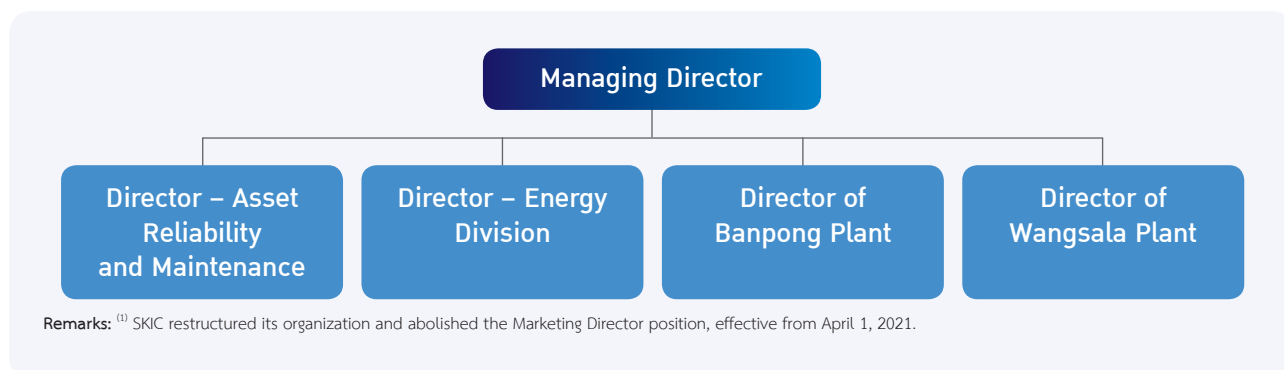 Managing Director
Director – Asset
Reliability
and Maintenance
Director – Energy
Division
Director of
Banpong Plant
Director of
Wangsala Plant
Remarks: (1) SKIC restructured its organization and abolished the Marketing Director position, effective from April 1, 2021.